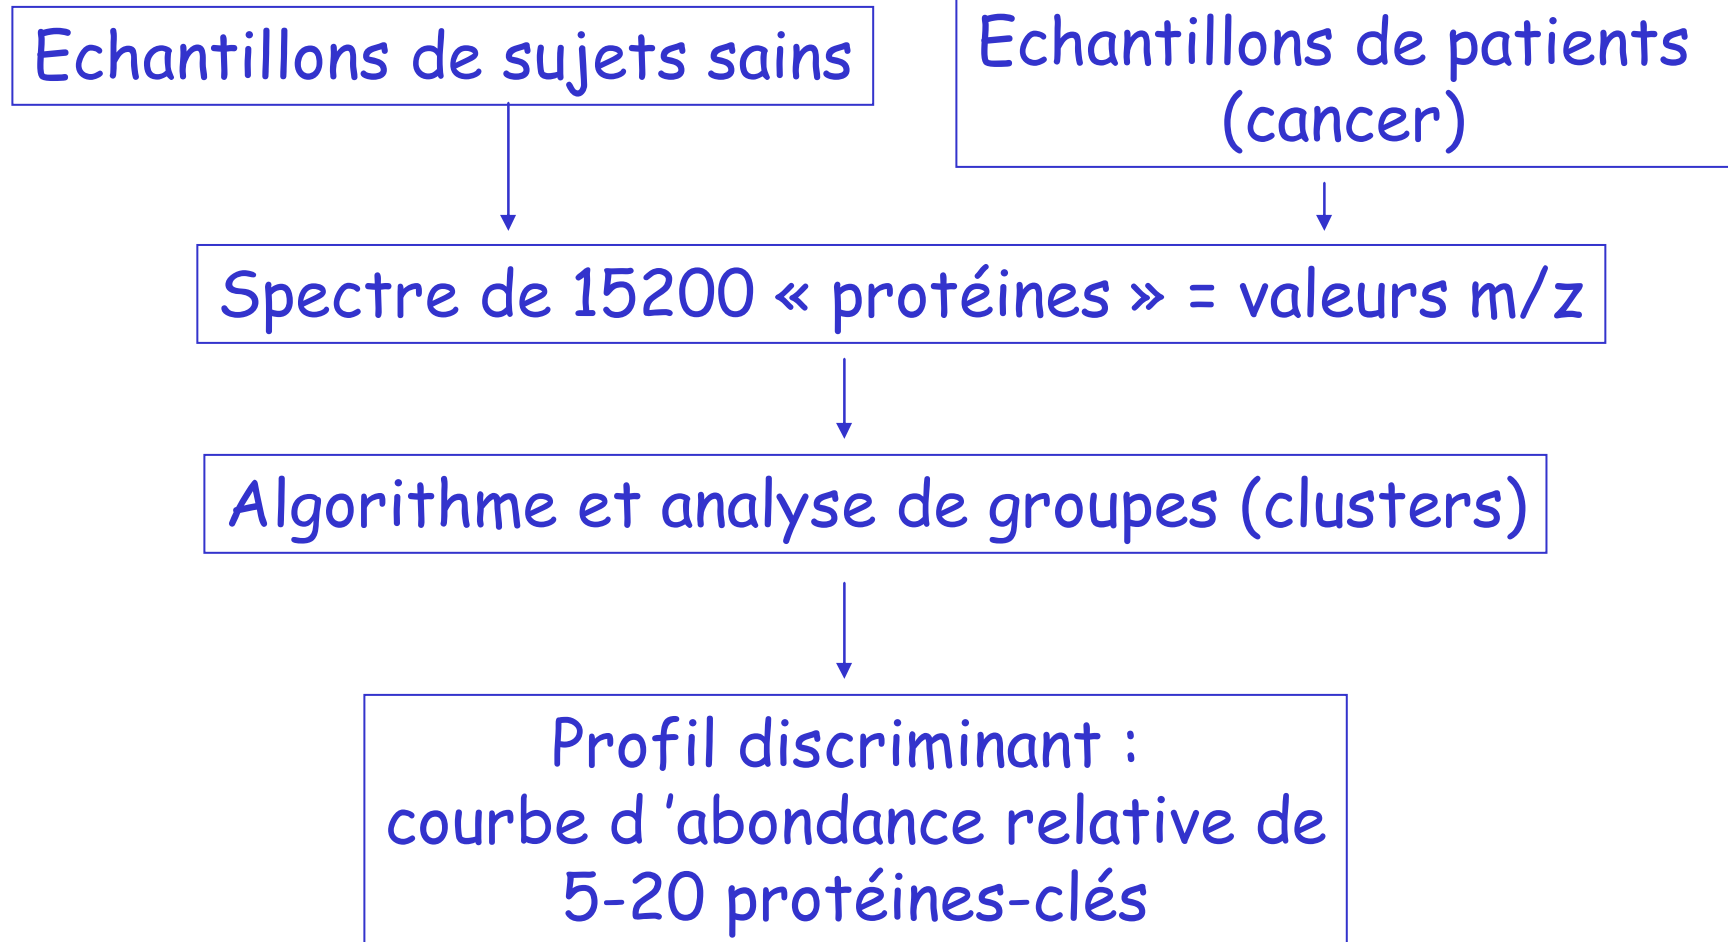 Echantillons de sujets sains
Echantillons de patients
(cancer)
Spectre de 15200 « protéines » = valeurs m/z
Algorithme et analyse de groupes (clusters)
Profil discriminant :
courbe d ’abondance relative de
5-20 protéines-clés